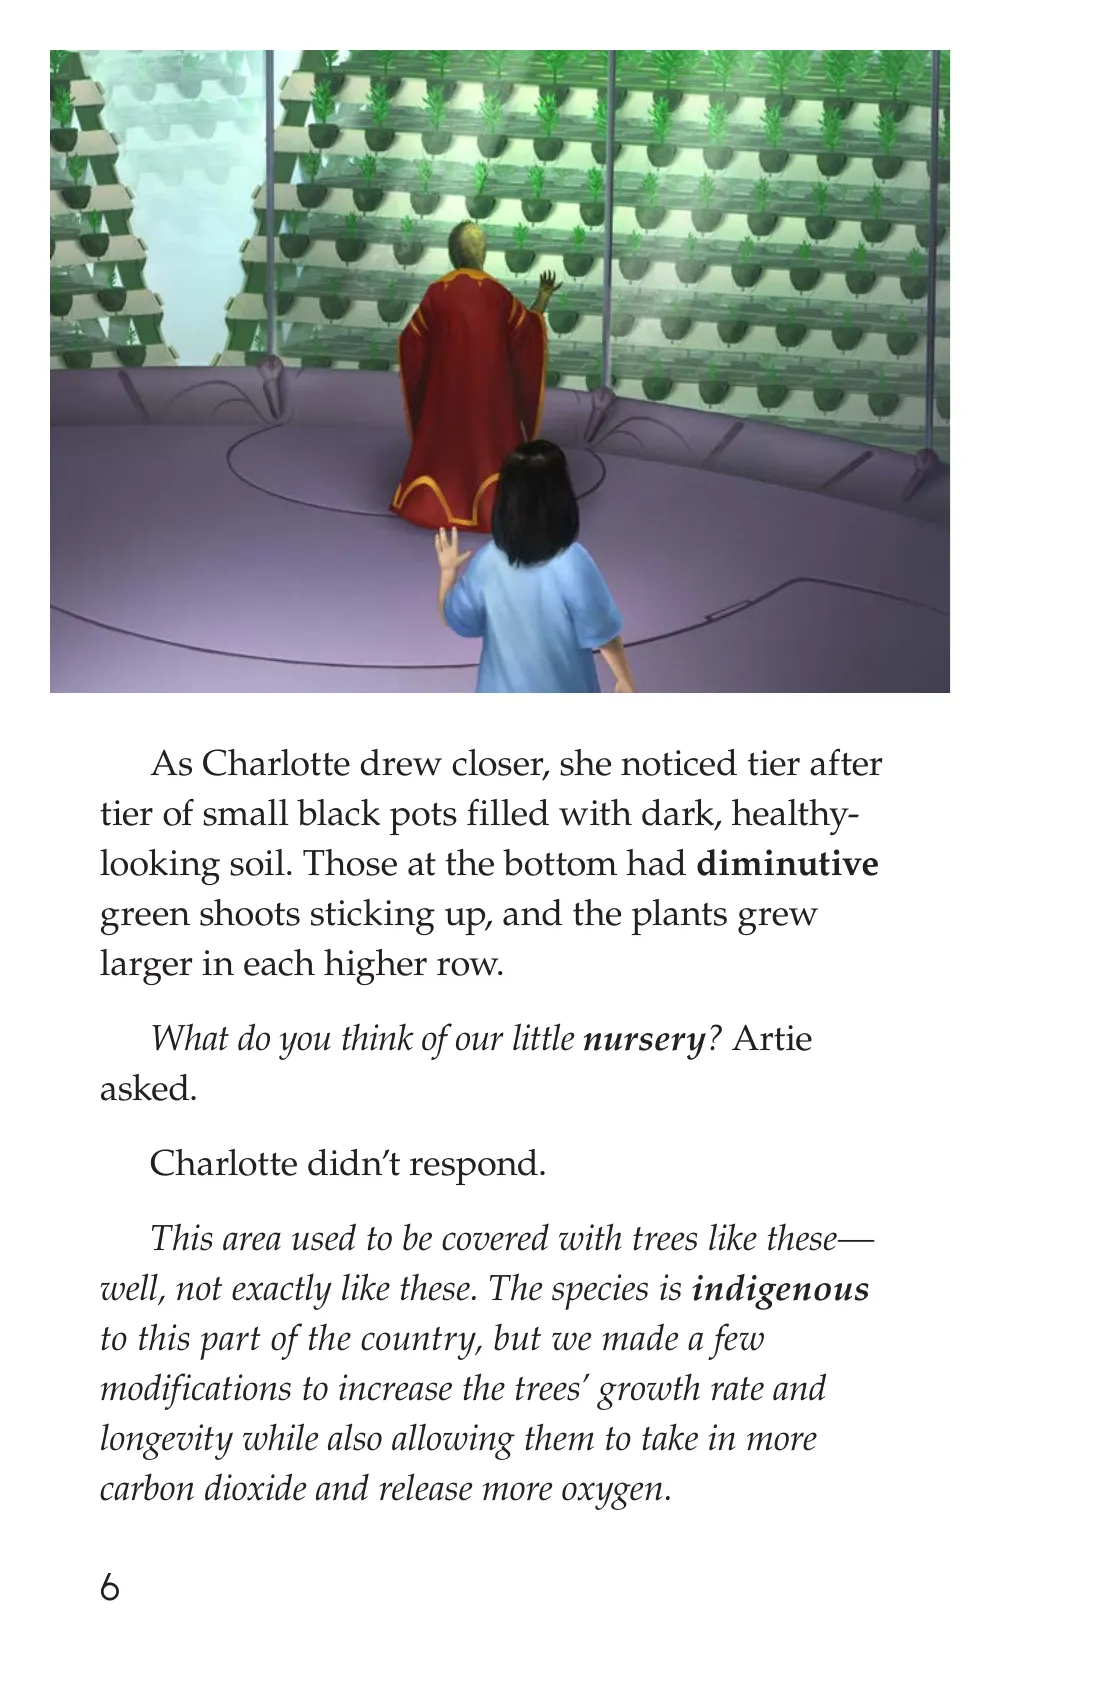 As Charlotte drew closer, she noticed tier after
tier of small black pots filled with dark, healthy-
looking soil. Those at the bottom had diminutive
green shoots sticking up, and the plants grew
larger in each higher row.
What do you think of our little nursery? Artie
asked.
Charlotte didn’t respond.
This area used to be covered with trees like these—
well, not exactly like these. The species is indigenous
to this part of the country, but we made a few
modifications to increase the trees’ growth rate and
longevity while also allowing them to take in more
carbon dioxide and release more oxygen.
6